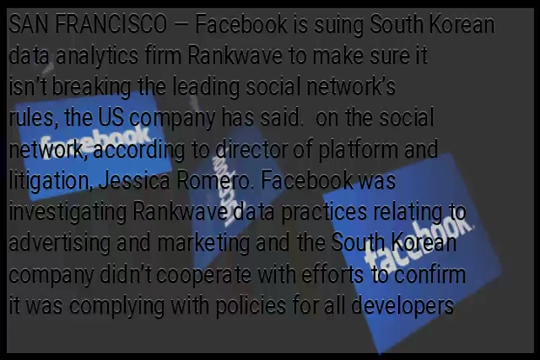 SAN FRANCISCO — Facebook is suing South Korean
data analytics firm Rankwave to make sure it
isn't breaking the leading social network's
rules, the US company has said.  on the social
network, according to director of platform and
litigation, Jessica Romero. Facebook was
investigating Rankwave data practices relating to
advertising and marketing and the South Korean
company didn't cooperate with efforts to confirm
it was complying with policies for all developers
facebook
facebook
facebook